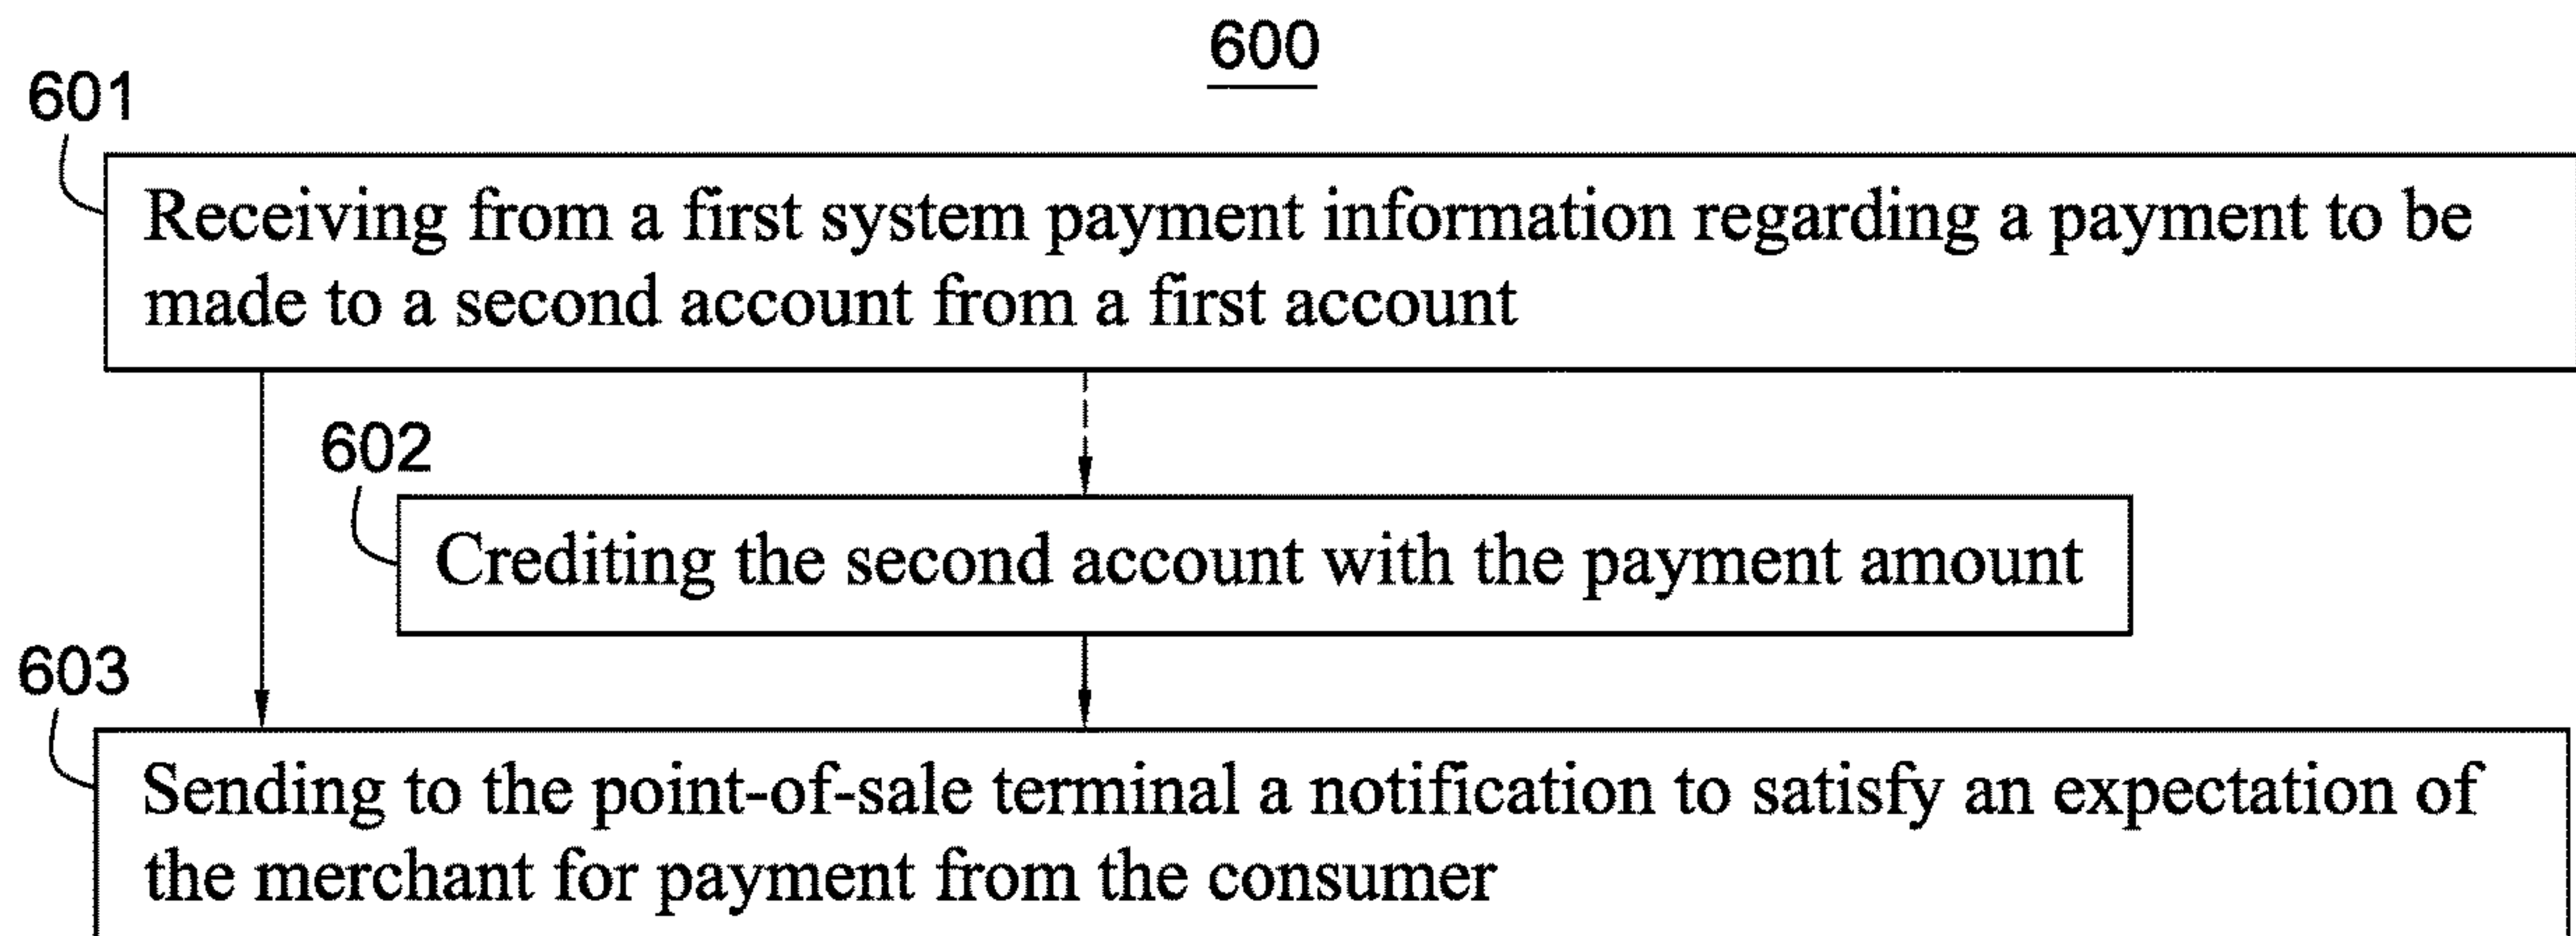 600
601
Receiving from a first system payment information regarding a payment to be
made to a second account from a first account
602
Crediting the second account with the payment amount
603
Sending to the point-of-sale terminal a notification to satisfy an expectation of
the merchant for payment from the consumer